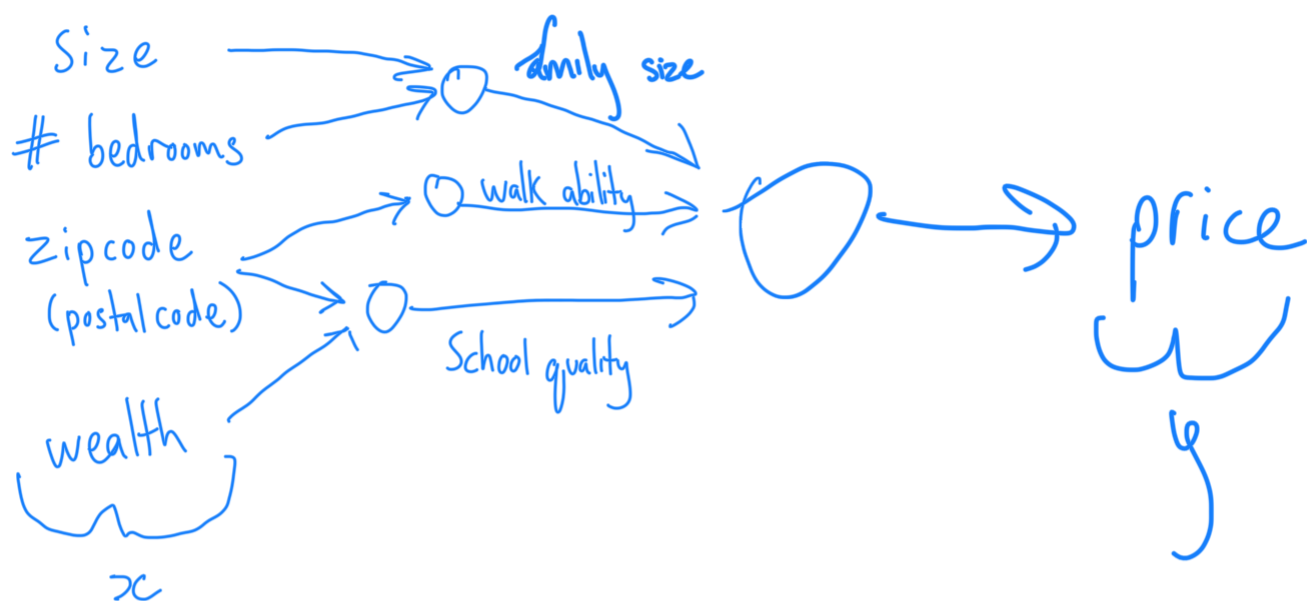 size
family size
# bedrooms
walk ability
zipcode
(postal code)
School quality
price
wealth
x
y